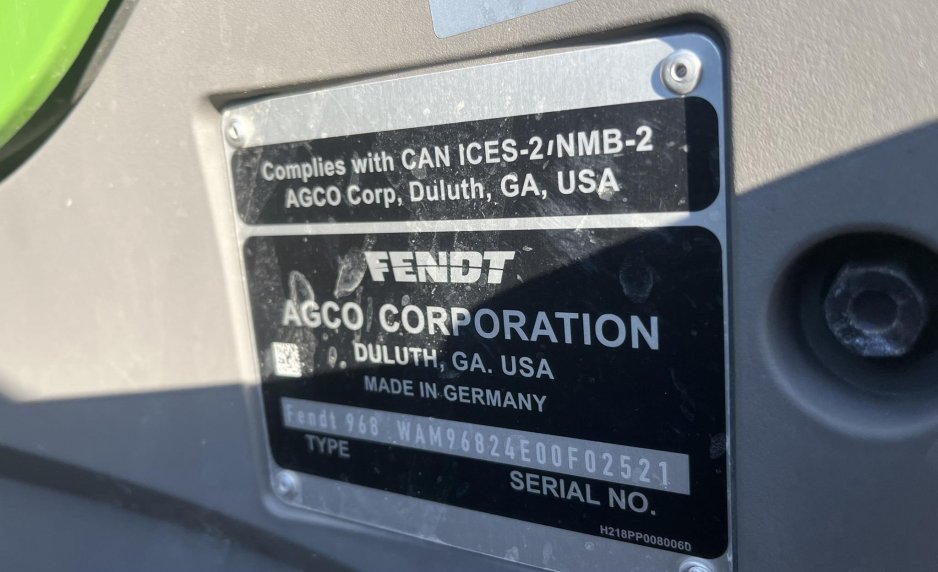 Complies with CAN ICES-2/NMB-2
AGCO Corp, Duluth, GA, USA
FENDT
AGCO CORPORATION
DULUTH, GA. USA
MADE IN GERMANY
Fendt 968 WAM96824E00F02521
TYPE
SERIAL NO.
H218PP008006D